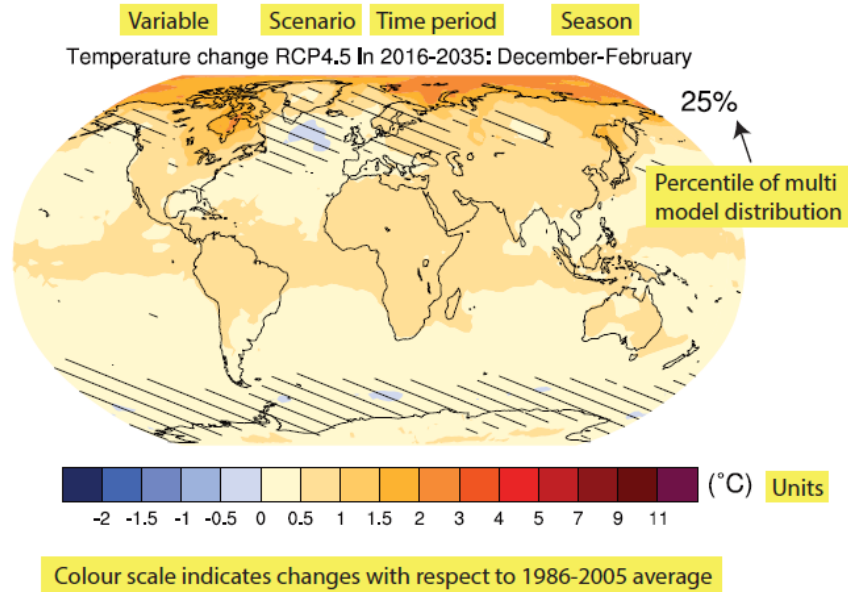 Variable Scenario Time period Season
Temperature change RCP4.5 In 2016-2035: December-February
25%
Percentile of multi
model distribution
(°C) Units
-2 -1.5 -1 -0.5 0 0.5 1 1.5 2 3 4 5 7 9 11
Colour scale indicates changes with respect to 1986-2005 average